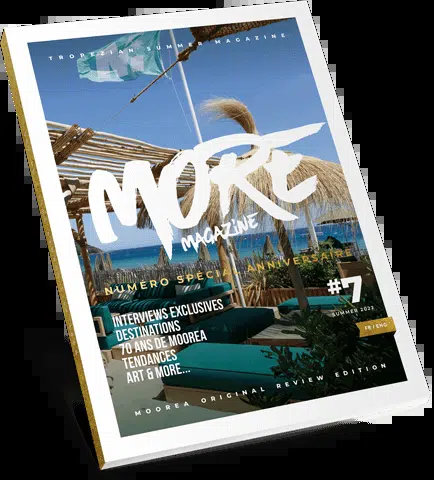 TROPEZIAN SUMMER MAGAZINE
MORE
MAGAZINE
NUMÉRO SPÉCIAL ANNIVERSAIRE
#7
SUMMER 2023
FR / ENG
INTERVIEWS EXCLUSIVES
DESTINATIONS
70 ANS DE MOOREA
TENDANCES
ART & MORE...
MOOREA ORIGINAL REVIEW EDITION